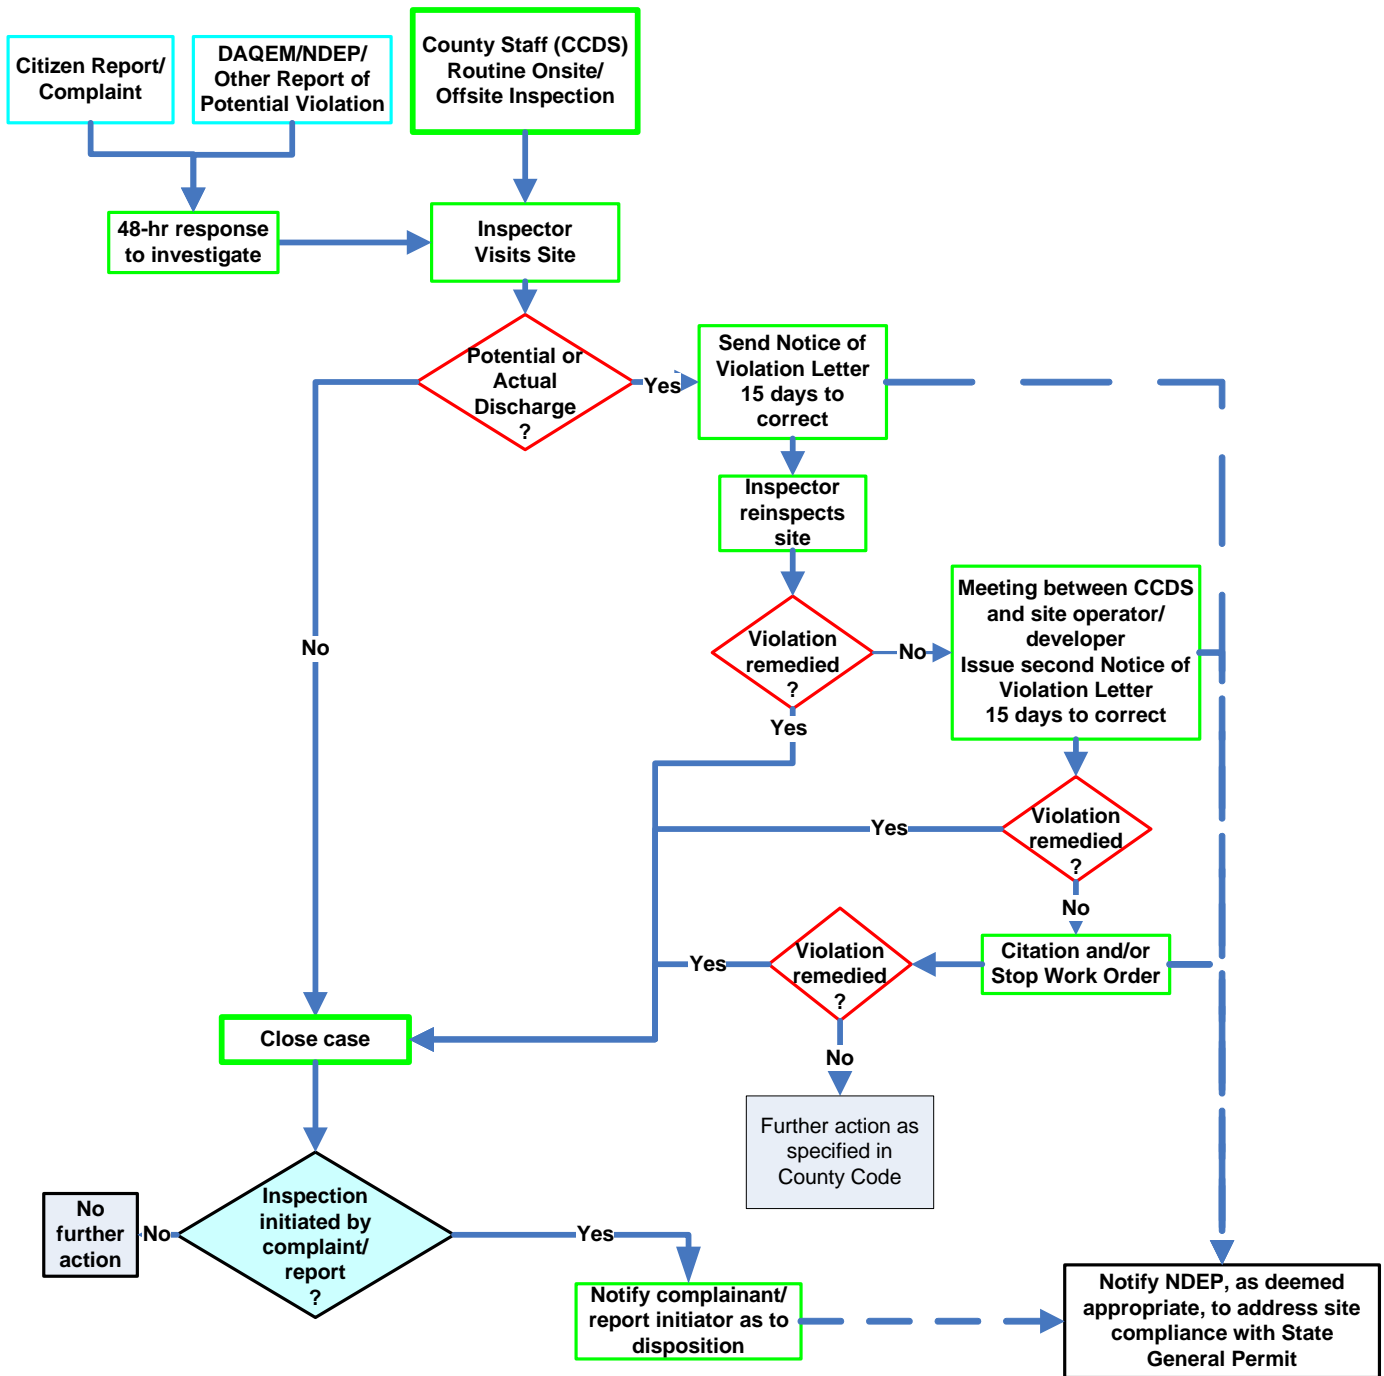 Citizen Report/
Complaint
DAQEM/NDEP/
Other Report of
Potential Violation
County Staff (CCDS)
Routine Onsite/
Offsite Inspection
48-hr response
to investigate
Inspector
Visits Site
Potential or
Actual
Discharge
?
Yes
Send Notice of
Violation Letter
15 days to
correct
Inspector
reinspects
site
No
Violation
remedied
?
No
Meeting between CCDS
and site operator/
developer
Issue second Notice of
Violation Letter
15 days to correct
Yes
Violation
remedied
?
Yes
No
Citation and/or
Stop Work Order
Violation
remedied
?
Yes
No
Further action as
specified in
County Code
Close case
Inspection
initiated by
complaint/
report
?
No
No
further
action
Yes
Notify complainant/
report initiator as to
disposition
Notify NDEP, as deemed
appropriate, to address site
compliance with State
General Permit